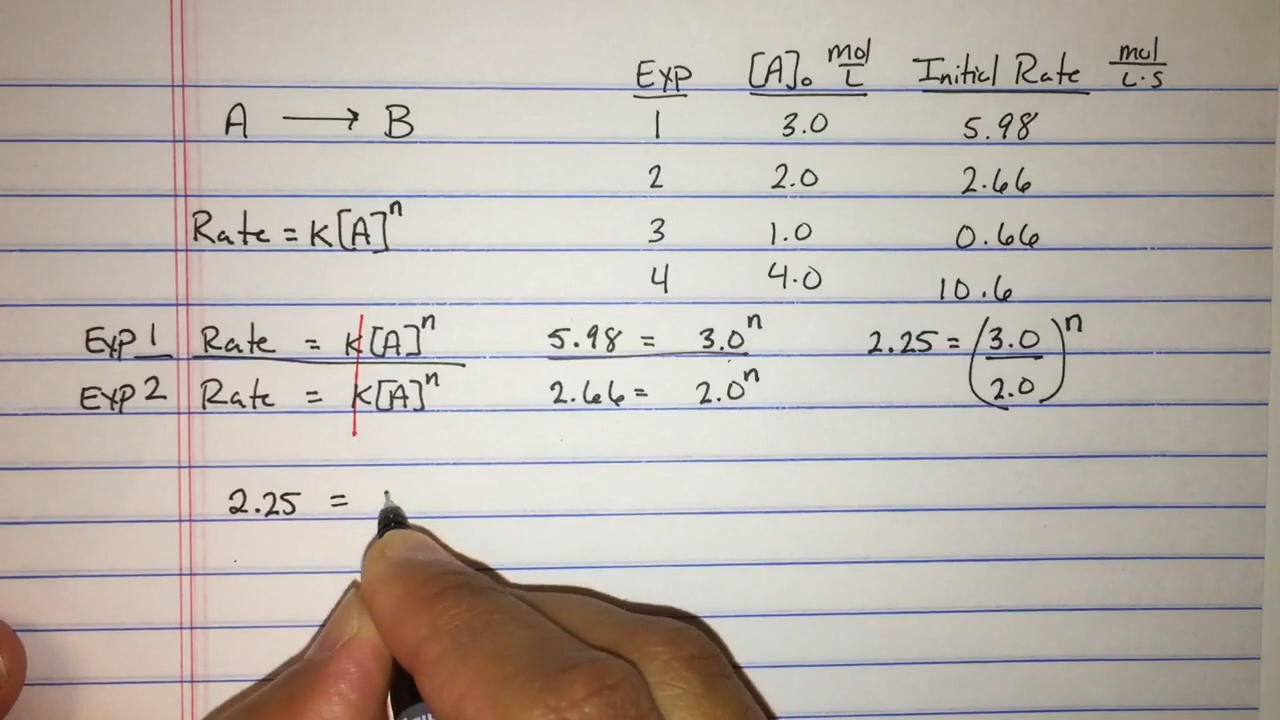 Exp [A]₀ mol/L Initial Rate mol/L·s
A → B 1 3.0 5.98
2 2.0 2.66
Rate = K[A]ⁿ 3 1.0 0.66
4 4.0 10.6
Exp 1 Rate = K[A]ⁿ 5.98 = 3.0ⁿ 2.25 = (3.0/2.0)ⁿ
Exp 2 Rate = K[A]ⁿ 2.66 = 2.0ⁿ
2.25 =